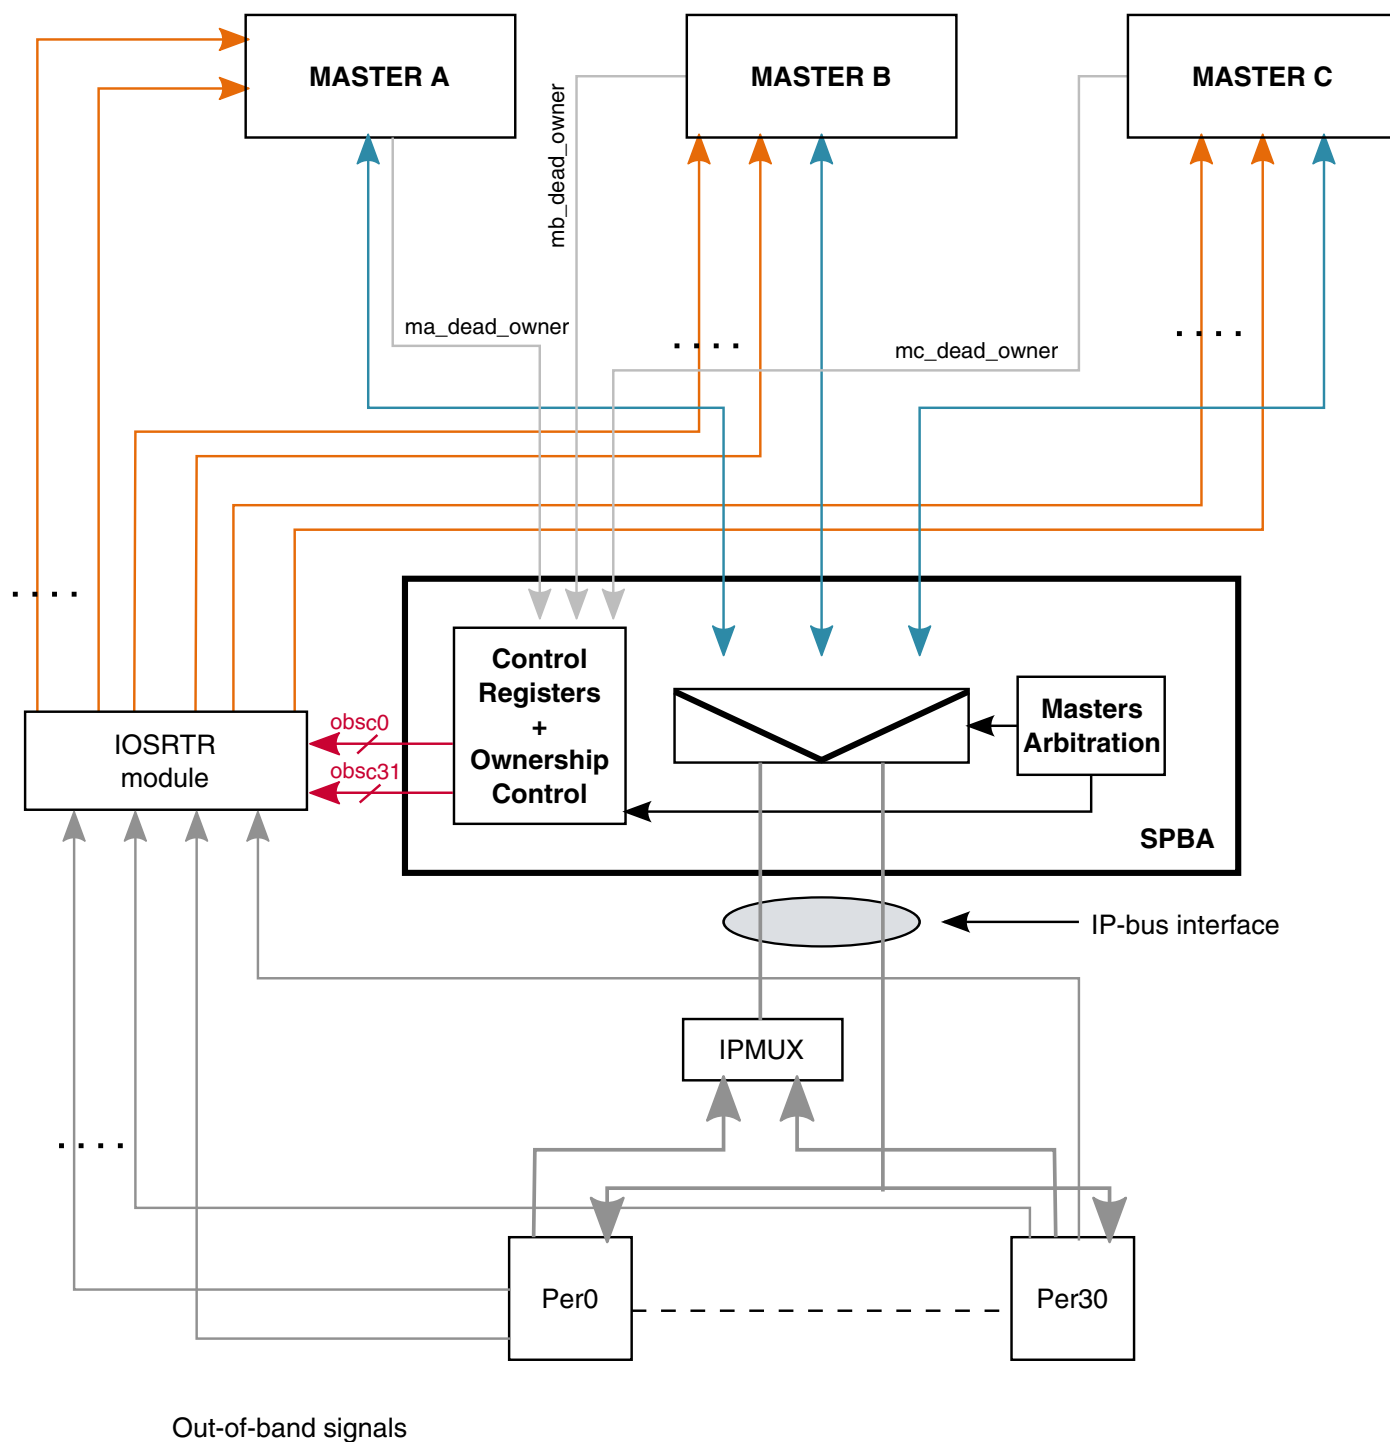 MASTER A
MASTER B
MASTER C
mb_dead_owner
ma_dead_owner
mc_dead_owner
Control
Registers
+
Ownership
Control
Masters
Arbitration
obsc0
obsc31
IOSRTR
module
SPBA
IP-bus interface
IPMUX
Per0
Per30
Out-of-band signals